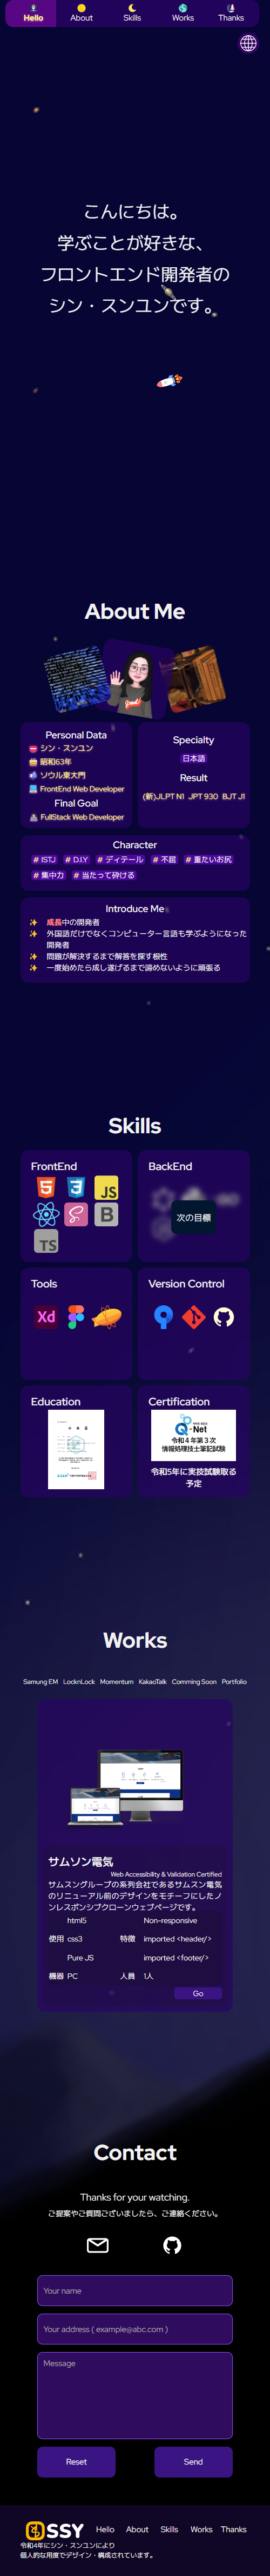 Hello
About
Skills
Works
Thanks
こんにちは。
学ぶことが好きな、
フロントエンド開発者の
シン・スンユンです。
About Me
Personal Data
シン・スンユン
昭和63年
ソウル東大門
FrontEnd Web Developer
Final Goal
FullStack Web Developer
Specialty
日本語
Result
(新)JLPT N1 JPT 930 BJT J1
Character
# ISTJ # D.I.Y # ディテール # 不屈 # 重たいお尻
# 集中力 # 当たって砕ける
Introduce Me
成長中の開発者
外国語だけでなくコンピューター言語も学ぶようになった
開発者
問題が解決するまで解答を探す根性
一度始めたら成し遂げるまで諦めないように頑張る
Skills
FrontEnd
JS
B
TS
BackEnd
次の目標
Tools
Xd
Version Control
Education
Certification
Q-Net
令和４年第３次
情報処理技士筆記試験
令和5年に実技試験取る
予定
Works
Samung EM LocknLock Momentum KakaoTalk Comming Soon Portfolio
サムソン電気
Web Accessibility & Validation Certified
サムスングループの系列会社であるサムスン電気
のリニューアル前のデザインをモチーフにしたノ
ンレスポンシブクローンウェブページです。
html5 Non-responsive
使用 css3 特徴 imported <header/>
Pure JS imported <footer/>
機器 PC 人員 1人
Go
Contact
Thanks for your watching.
ご提案やご質問ございましたら、ご連絡ください。
Your name
Your address ( example@abc.com )
Message
Reset
Send
SSY Hello About Skills Works Thanks
令和4年にシン・スンユンにより
個人的な用度でデザイン・構成されています。